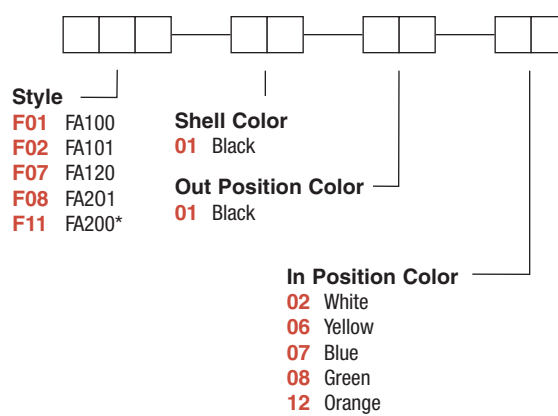 Style
F01 FA100
F02 FA101
F07 FA120
F08 FA201
F11 FA200*
Shell Color
01 Black
Out Position Color
01 Black
In Position Color
02 White
06 Yellow
07 Blue
08 Green
12 Orange